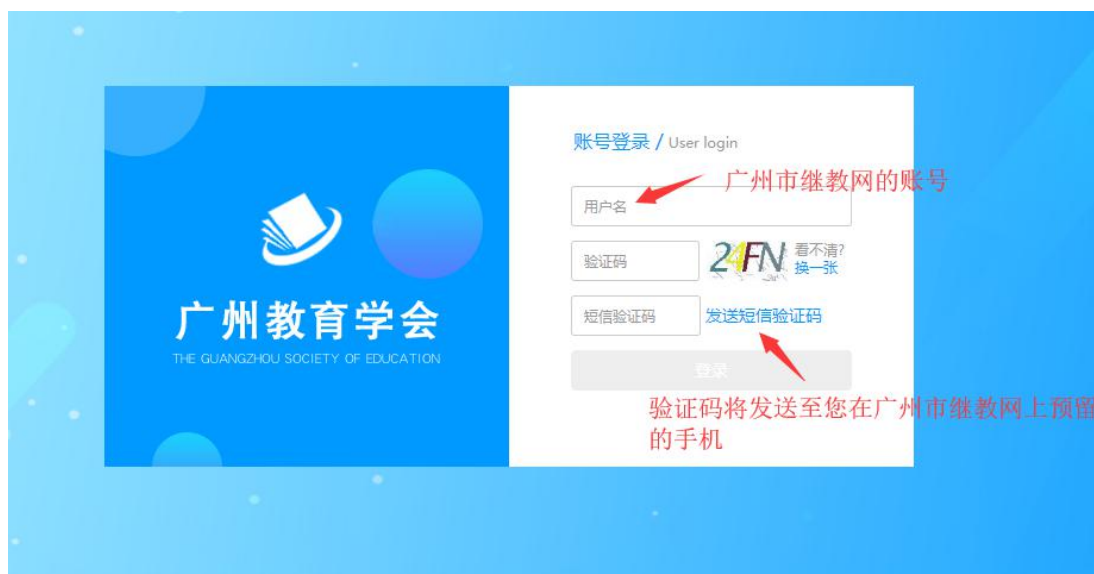 账号登录 / User login
广州市继教网的账号
用户名
验证码
24FN
看不清?
换一张
短信验证码
发送短信验证码
登录
验证码将发送至您在广州市继教网上预留
的手机
广州教育学会
THE GUANGZHOU SOCIETY OF EDUCATION